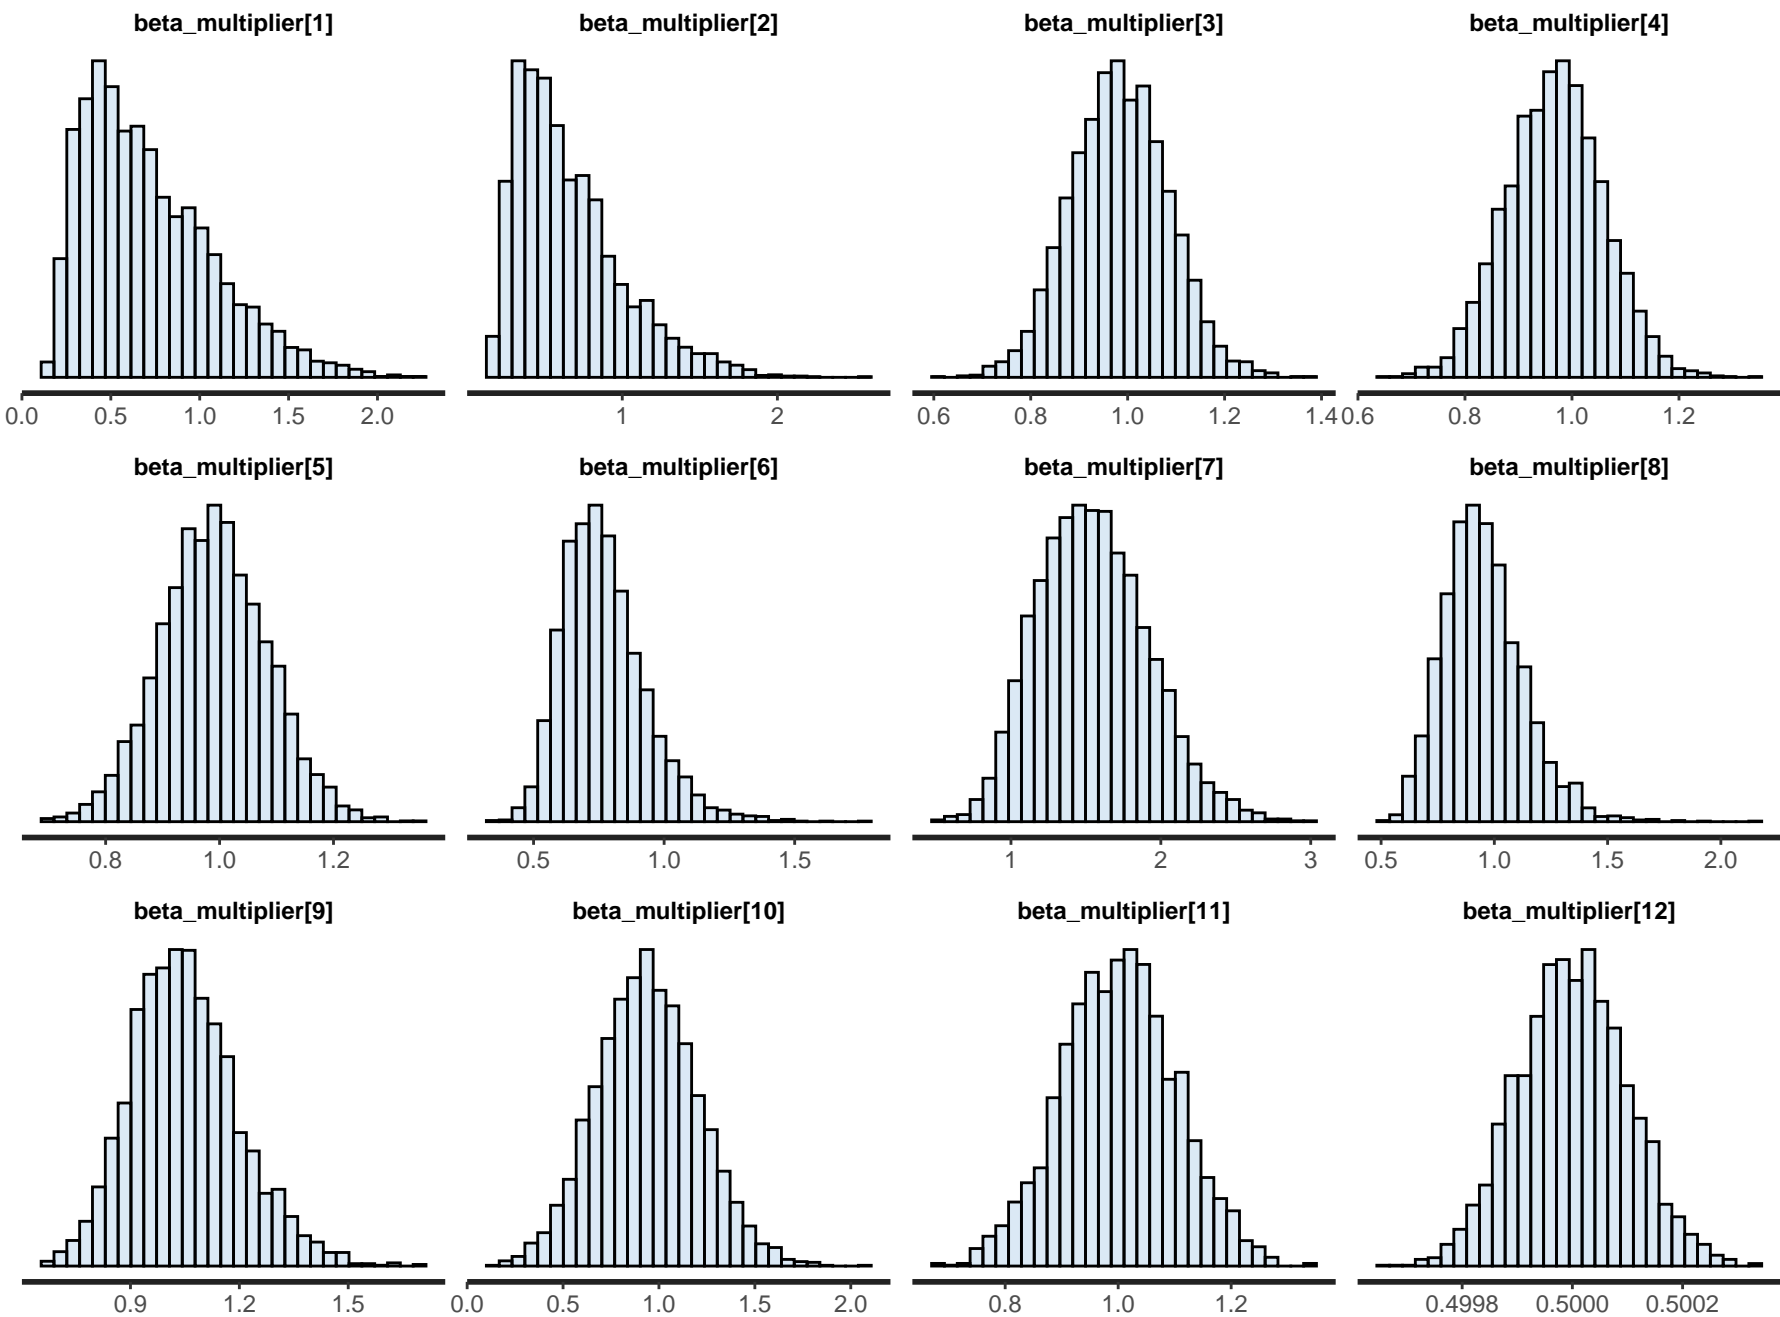 beta_multiplier[1] beta_multiplier[2] beta_multiplier[3] beta_multiplier[4]
0.0 0.5 1.0 1.5 2.0 1 2 0.6 0.8 1.0 1.2 1.4 0.6 0.8 1.0 1.2
beta_multiplier[5] beta_multiplier[6] beta_multiplier[7] beta_multiplier[8]
0.8 1.0 1.2 0.5 1.0 1.5 1 2 3 0.5 1.0 1.5 2.0
beta_multiplier[9] beta_multiplier[10] beta_multiplier[11] beta_multiplier[12]
0.9 1.2 1.5 0.0 0.5 1.0 1.5 2.0 0.8 1.0 1.2 0.4998 0.5000 0.5002